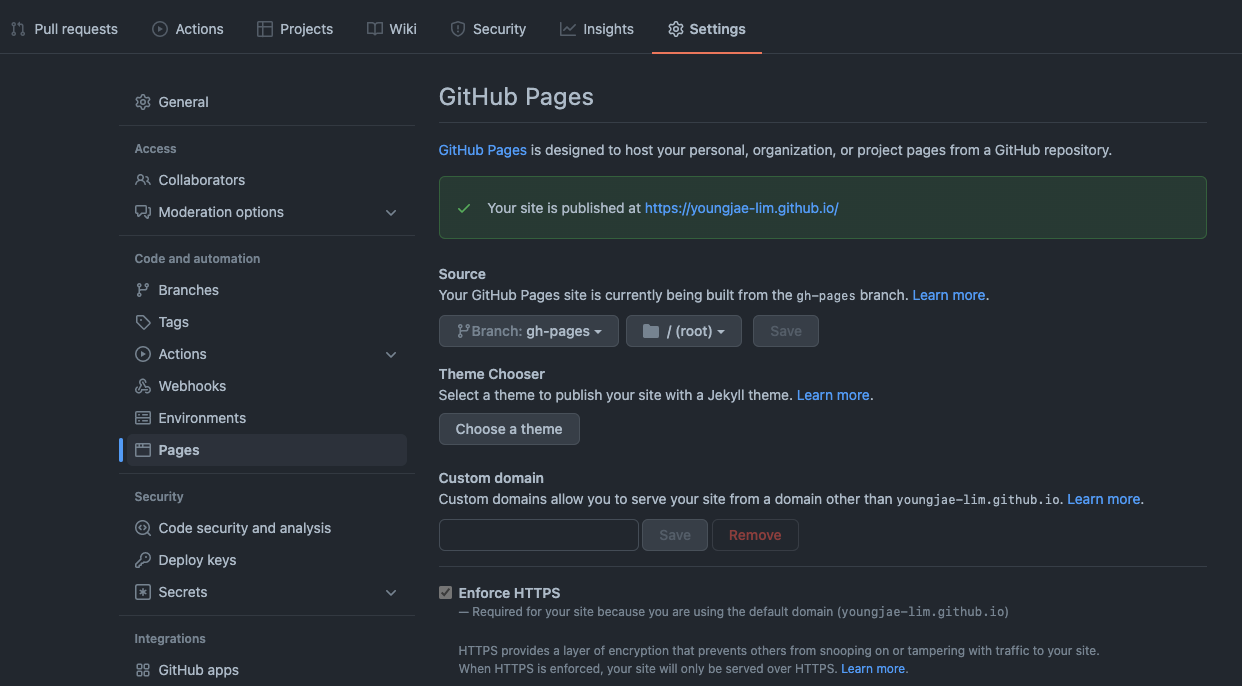 Pull requests Actions Projects Wiki Security Insights Settings
General
Access
Collaborators
Moderation options
Code and automation
Branches
Tags
Actions
Webhooks
Environments
Pages
Security
Code security and analysis
Deploy keys
Secrets
Integrations
GitHub apps
GitHub Pages
GitHub Pages is designed to host your personal, organization, or project pages from a GitHub repository.
Your site is published at https://youngjae-lim.github.io/
Source
Your GitHub Pages site is currently being built from the gh-pages branch. Learn more.
Branch: gh-pages / (root) Save
Theme Chooser
Select a theme to publish your site with a Jekyll theme. Learn more.
Choose a theme
Custom domain
Custom domains allow you to serve your site from a domain other than youngjae-lim.github.io. Learn more.
Save Remove
Enforce HTTPS
— Required for your site because you are using the default domain (youngjae-lim.github.io)
HTTPS provides a layer of encryption that prevents others from snooping on or tampering with traffic to your site.
When HTTPS is enforced, your site will only be served over HTTPS. Learn more.